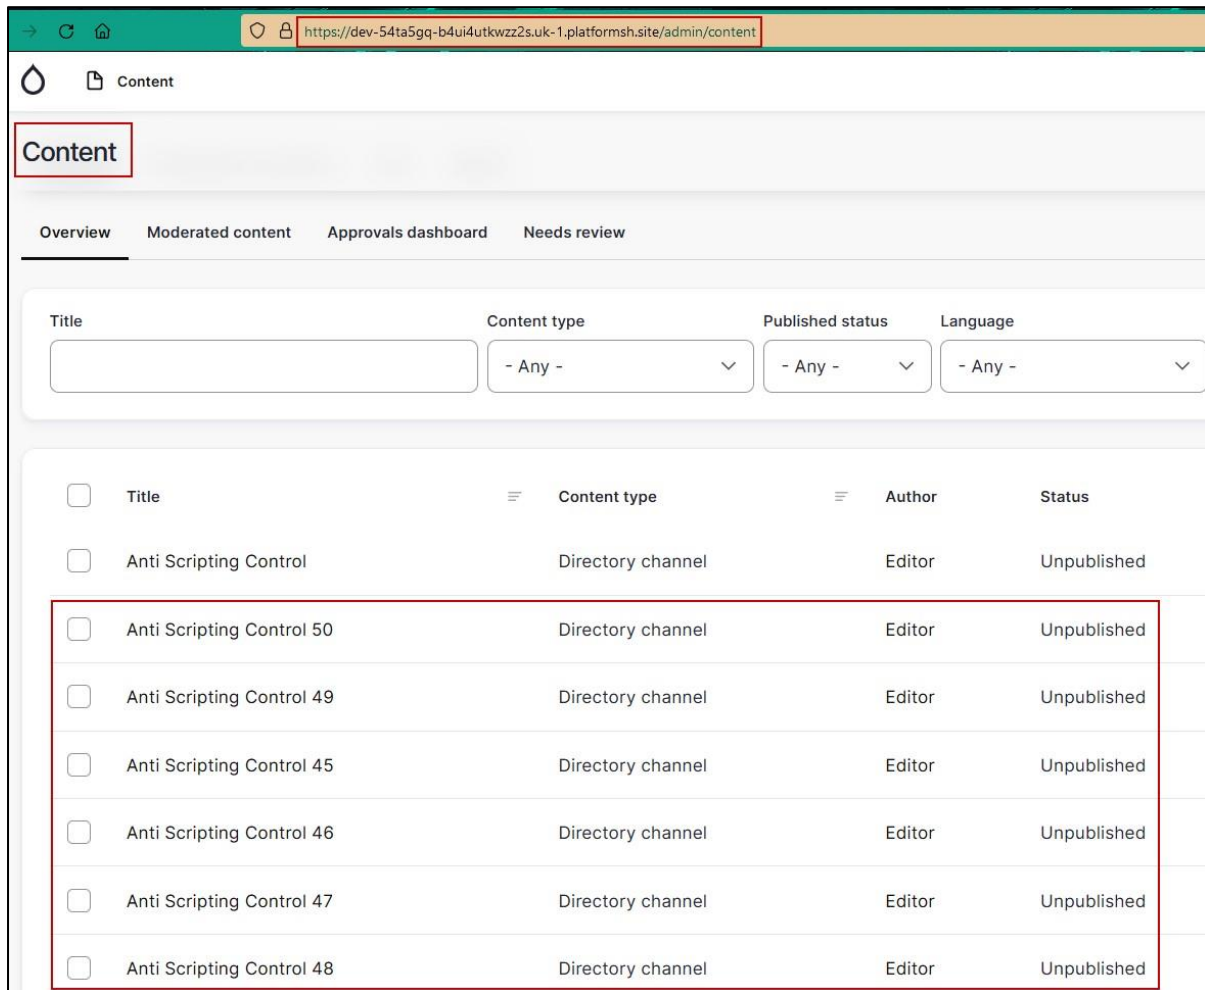 https://dev-54ta5gq-b4ui4utkwzz2s.uk-1.platformsh.site/admin/content
Content
Content
Overview Moderated content Approvals dashboard Needs review
Title Content type Published status Language
- Any - - Any - - Any -
Title Content type Author Status
Anti Scripting Control Directory channel Editor Unpublished
Anti Scripting Control 50 Directory channel Editor Unpublished
Anti Scripting Control 49 Directory channel Editor Unpublished
Anti Scripting Control 45 Directory channel Editor Unpublished
Anti Scripting Control 46 Directory channel Editor Unpublished
Anti Scripting Control 47 Directory channel Editor Unpublished
Anti Scripting Control 48 Directory channel Editor Unpublished